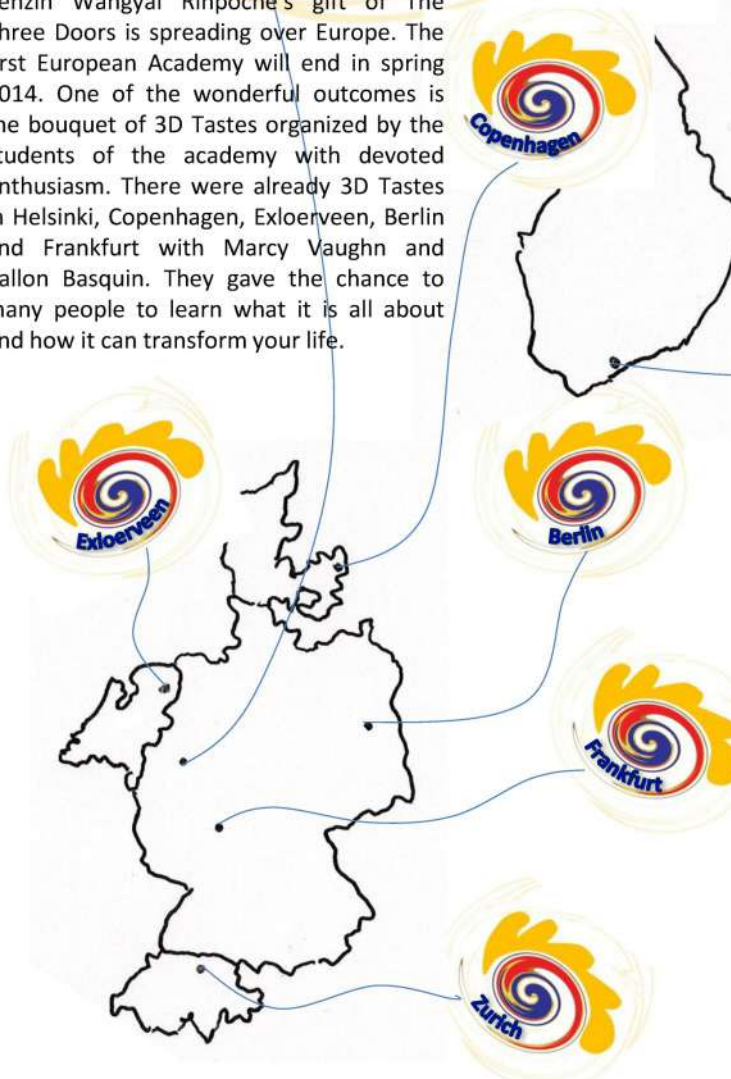 enzin Wangyal Rinpoche's gift of The
hree Doors is spreading over Europe. The
irst European Academy will end in spring
014. One of the wonderful outcomes is
he bouquet of 3D Tastes organized by the
tudents of the academy with devoted
nthusiasm. There were already 3D Tastes
n Helsinki, Copenhagen, Exloerveen, Berlin
nd Frankfurt with Marcy Vaughn and
allon Basquin. They gave the chance to
many people to learn what it is all about
nd how it can transform your life.
Copenhagen
Exloerveen
Berlin
Frankfurt
Zurich